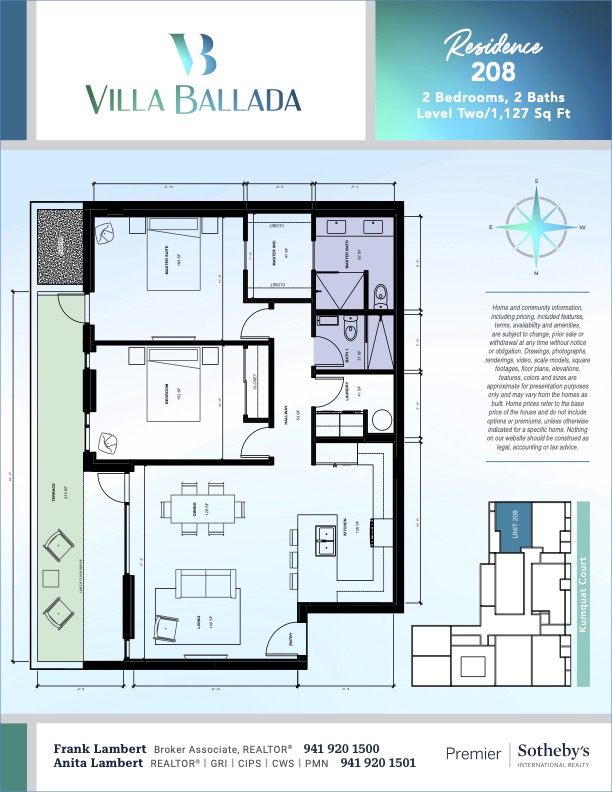 VB
VILLA BALLADA
Residence
208
2 Bedrooms, 2 Baths
Level Two/1,127 Sq Ft
S
E
W
N
CLOSET
MASTER SUITE
MASTER WIC
47 SF
MASTER BATH
CLOSET
BATH 1
BEDROOM
CLOSET
LAUNDRY
HALLWAY
TERRACE
DINING
KITCHEN
LIVING
ENTRY
Home and community information,
including pricing, included features,
terms, availability and amenities,
are subject to change, prior sale or
withdrawal at any time without notice
or obligation. Drawings, photographs,
renderings, video, scale models, square
footages, floor plans, elevations,
features, colors and sizes are
approximate for presentation purposes
only and may vary from the homes as
built. Home prices refer to the base
price of the house and do not include
options or premiums, unless otherwise
indicated for a specific home. Nothing
on our website should be construed as
legal, accounting or tax advice.
UNIT 208
Kumquat Court
Frank Lambert Broker Associate, REALTOR® 941 920 1500
Anita Lambert REALTOR® | GRI | CIPS | CWS | PMN 941 920 1501
Premier | Sotheby's
INTERNATIONAL REALTY